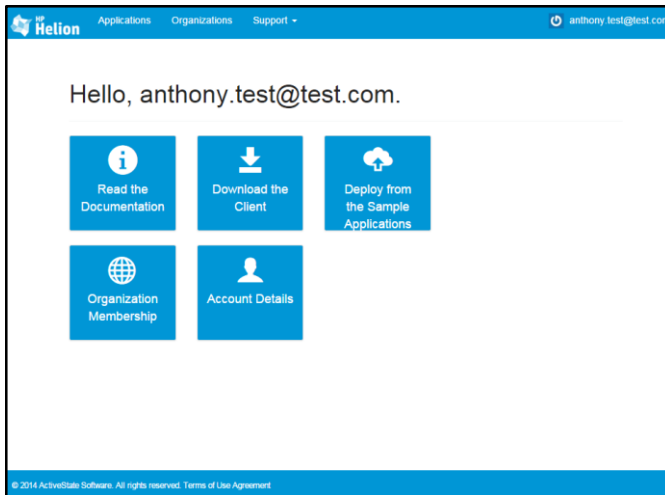 HP
Helion
Applications
Organizations
Support
anthony.test@test.com
Hello, anthony.test@test.com.
Read the
Documentation
Download the
Client
Deploy from
the Sample
Applications
Organization
Membership
Account Details
© 2014 ActiveState Software. All rights reserved. Terms of Use Agreement